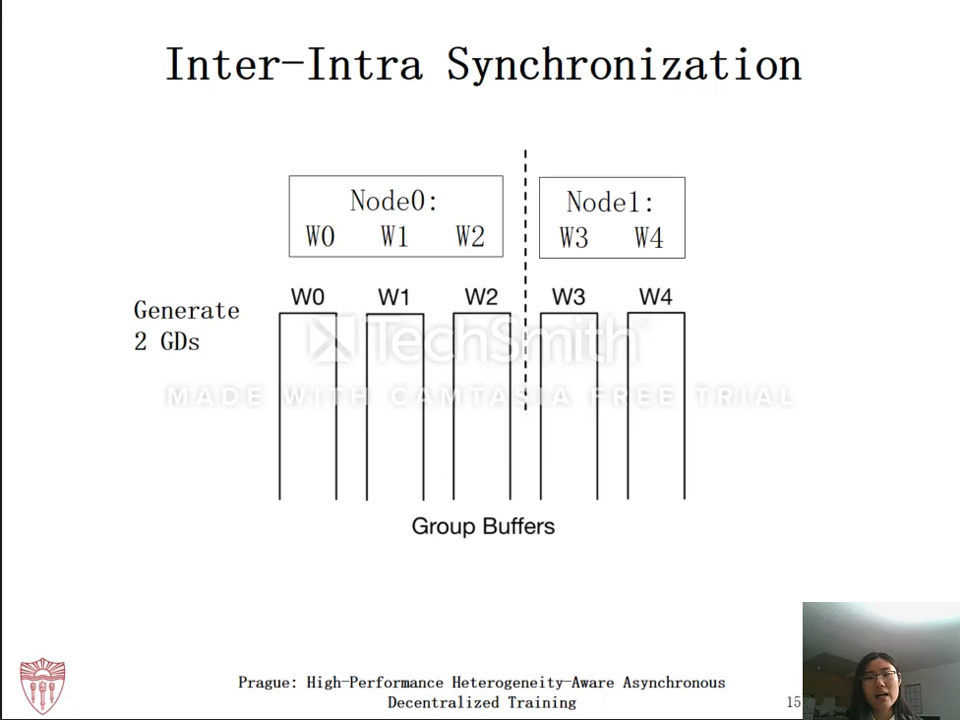 Inter-Intra Synchronization
Node0:
W0 W1 W2
Node1:
W3 W4
Generate
2 GDs
W0 W1 W2 W3 W4
TechSmith
MADE WITH CAMTASIA FREE TRIAL
Group Buffers
Prague: High-Performance Heterogeneity-Aware Asynchronous
Decentralized Training
15